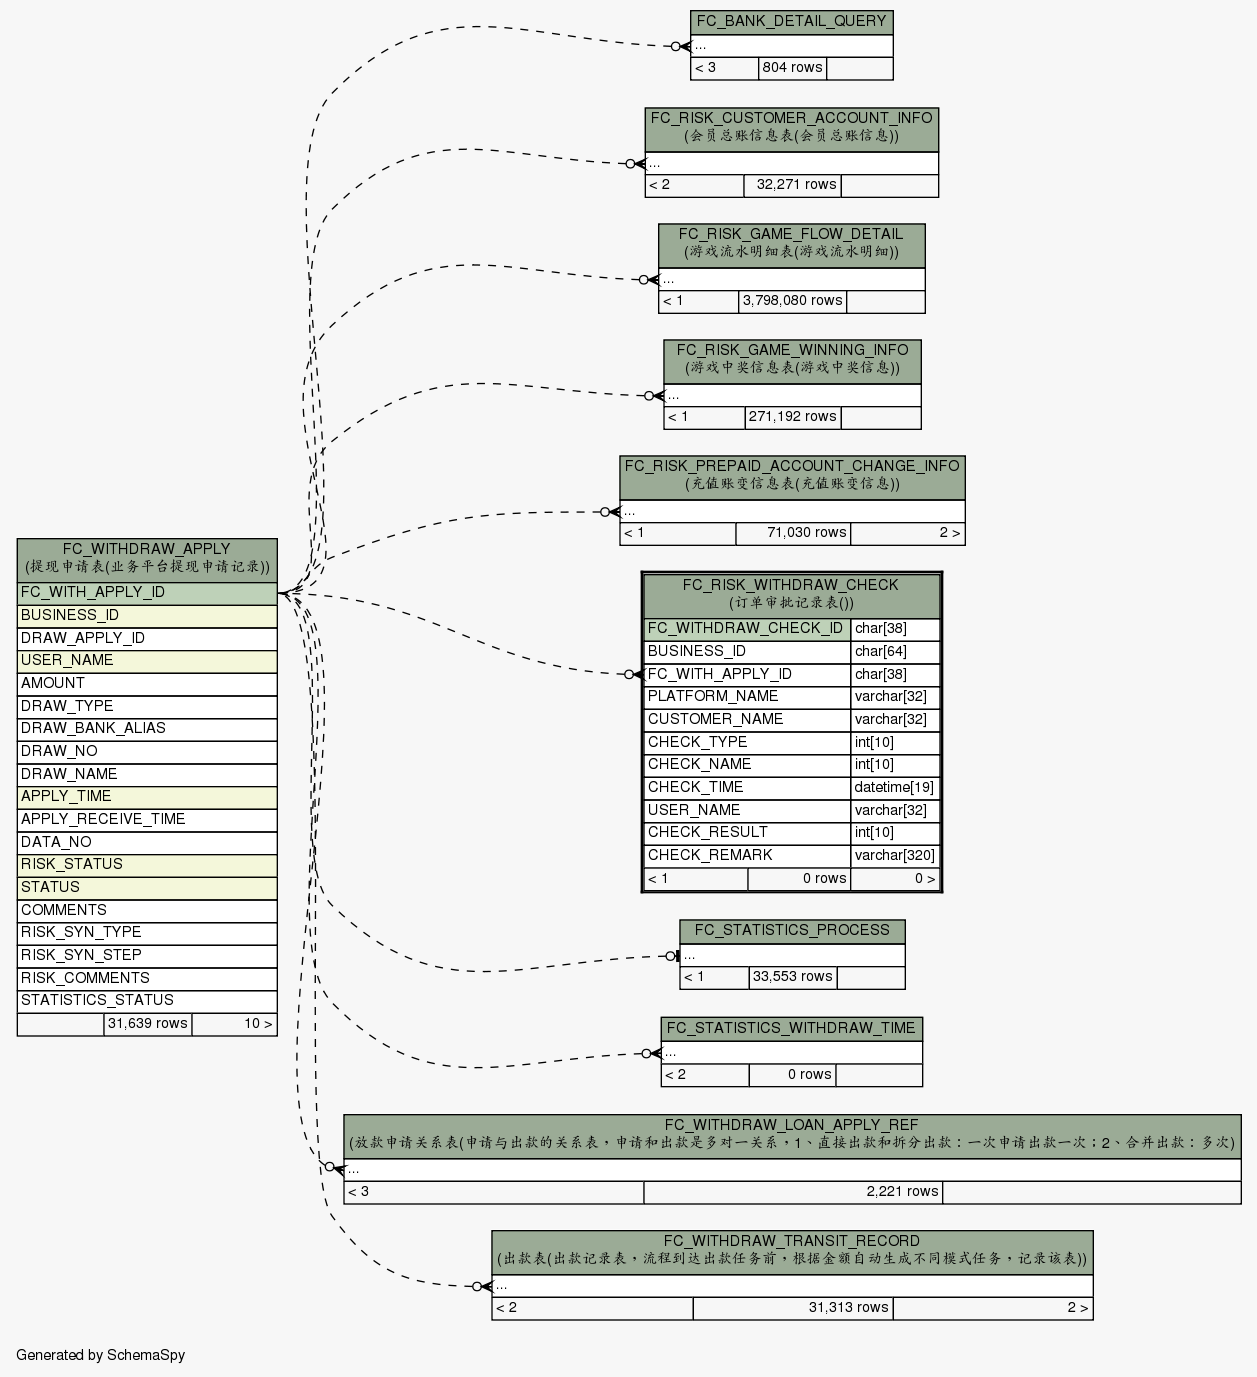 FC_BANK_DETAIL_QUERY
...
< 3 804 rows
FC_RISK_CUSTOMER_ACCOUNT_INFO
(会员总账信息表(会员总账信息))
...
< 2 32,271 rows
FC_RISK_GAME_FLOW_DETAIL
(游戏流水明细表(游戏流水明细))
...
< 1 3,798,080 rows
FC_RISK_GAME_WINNING_INFO
(游戏中奖信息表(游戏中奖信息))
...
< 1 271,192 rows
FC_RISK_PREPAID_ACCOUNT_CHANGE_INFO
(充值账变信息表(充值账变信息))
...
< 1 71,030 rows 2 >
FC_WITHDRAW_APPLY
(提现申请表(业务平台提现申请记录))
FC_WITH_APPLY_ID
BUSINESS_ID
DRAW_APPLY_ID
USER_NAME
AMOUNT
DRAW_TYPE
DRAW_BANK_ALIAS
DRAW_NO
DRAW_NAME
APPLY_TIME
APPLY_RECEIVE_TIME
DATA_NO
RISK_STATUS
STATUS
COMMENTS
RISK_SYN_TYPE
RISK_SYN_STEP
RISK_COMMENTS
STATISTICS_STATUS
31,639 rows 10 >
FC_RISK_WITHDRAW_CHECK
(订单审批记录表())
FC_WITHDRAW_CHECK_ID char[38]
BUSINESS_ID char[64]
FC_WITH_APPLY_ID char[38]
PLATFORM_NAME varchar[32]
CUSTOMER_NAME varchar[32]
CHECK_TYPE int[10]
CHECK_NAME int[10]
CHECK_TIME datetime[19]
USER_NAME varchar[32]
CHECK_RESULT int[10]
CHECK_REMARK varchar[320]
< 1 0 rows 0 >
FC_STATISTICS_PROCESS
...
< 1 33,553 rows
FC_STATISTICS_WITHDRAW_TIME
...
< 2 0 rows
FC_WITHDRAW_LOAN_APPLY_REF
(放款申请关系表(申请与出款的关系表，申请和出款是多对一关系，1、直接出款和拆分出款：一次申请出款一次；2、合并出款：多次)
...
< 3 2,221 rows
FC_WITHDRAW_TRANSIT_RECORD
(出款表(出款记录表，流程到达出款任务前，根据金额自动生成不同模式任务，记录该表))
...
< 2 31,313 rows 2 >
Generated by SchemaSpy